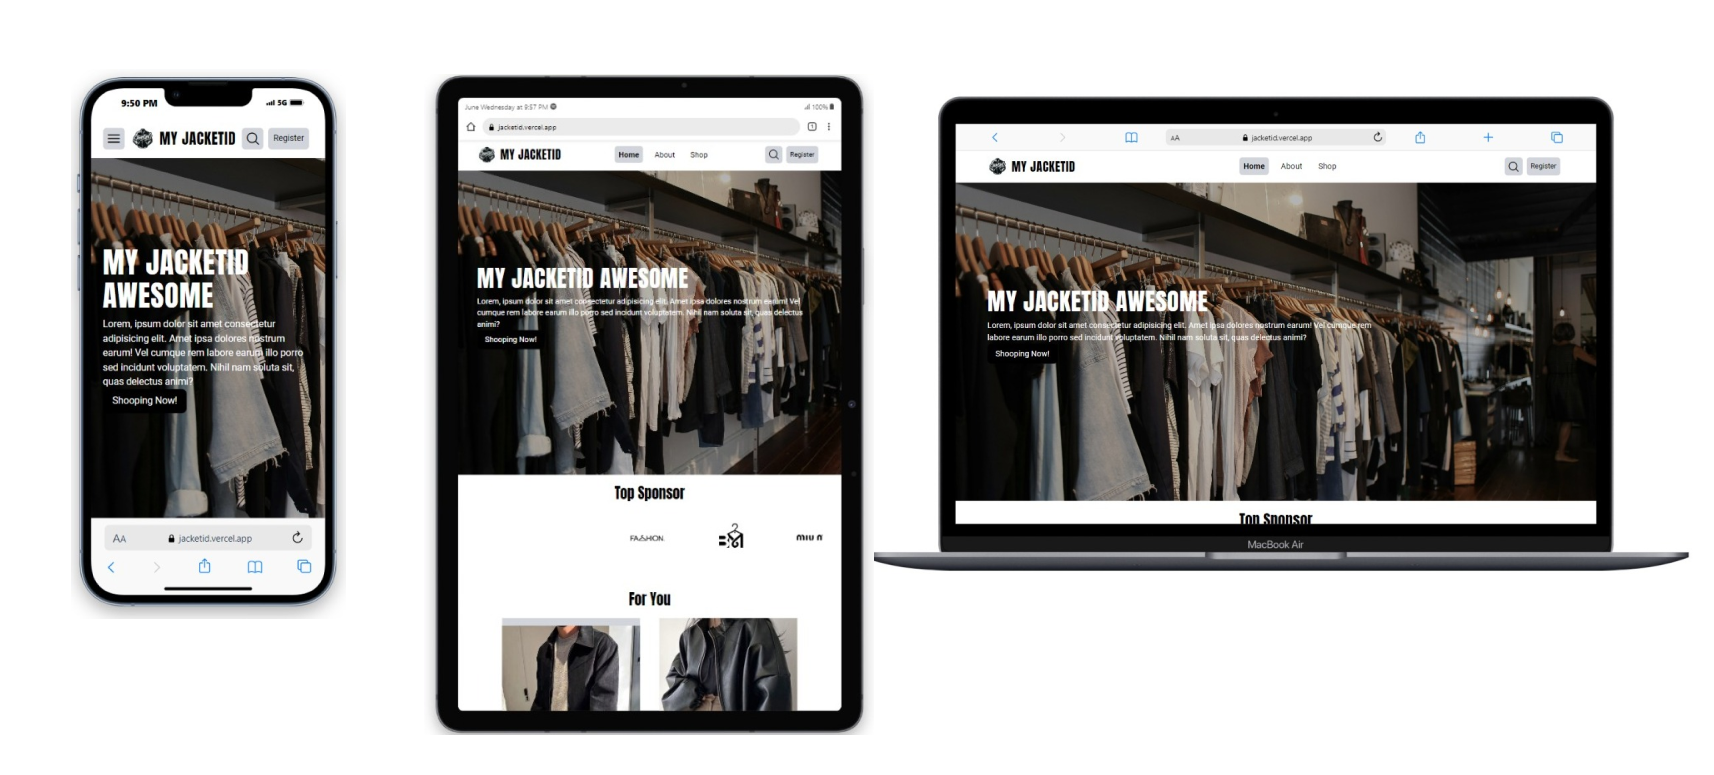 9:50 PM
5G
MY JACKETID
Register
MY JACKETID
AWESOME
Lorem, ipsum dolor sit amet consectetur
adipisicing elit. Amet ipsa dolores nostrum
earum! Vel cumque rem labore earum illo porro
sed incidunt voluptatem. Nihil nam soluta sit,
quas delectus animi?
Shooping Now!
AA jacketid.vercel.app
June Wednesday at 9:57 PM 100%
jacketid.vercel.app 1
MY JACKETID Home About Shop Register
MY JACKETID AWESOME
Lorem, ipsum dolor sit amet consectetur adipisicing elit. Amet ipsa dolores nostrum earum! Vel
cumque rem labore earum illo porro sed incidunt voluptatem. Nihil nam soluta sit, quas delectus
animi?
Shooping Now!
Top Sponsor
FASHION
For You
AA jacketid.vercel.app
MY JACKETID Home About Shop Register
MY JACKETID AWESOME
Lorem, ipsum dolor sit amet consectetur adipisicing elit. Amet ipsa dolores nostrum earum! Vel cumque rem
labore earum illo porro sed incidunt voluptatem. Nihil nam soluta sit, quas delectus animi?
Shooping Now!
Top Sponsor
MacBook Air